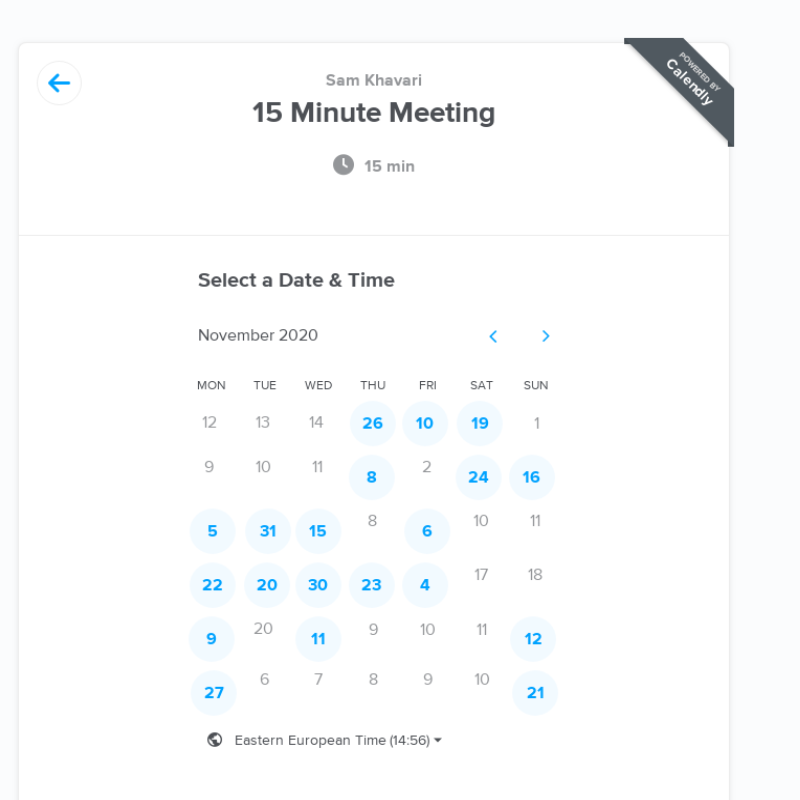 Sam Khavari
15 Minute Meeting
15 min
POWERED BY
Calendly
Select a Date & Time
November 2020
MON TUE WED THU FRI SAT SUN
12 13 14 26 10 19 1
9 10 11 8 2 24 16
5 31 15 8 6 10 11
22 20 30 23 4 17 18
9 20 11 9 10 11 12
27 6 7 8 9 10 21
Eastern European Time (14:56)